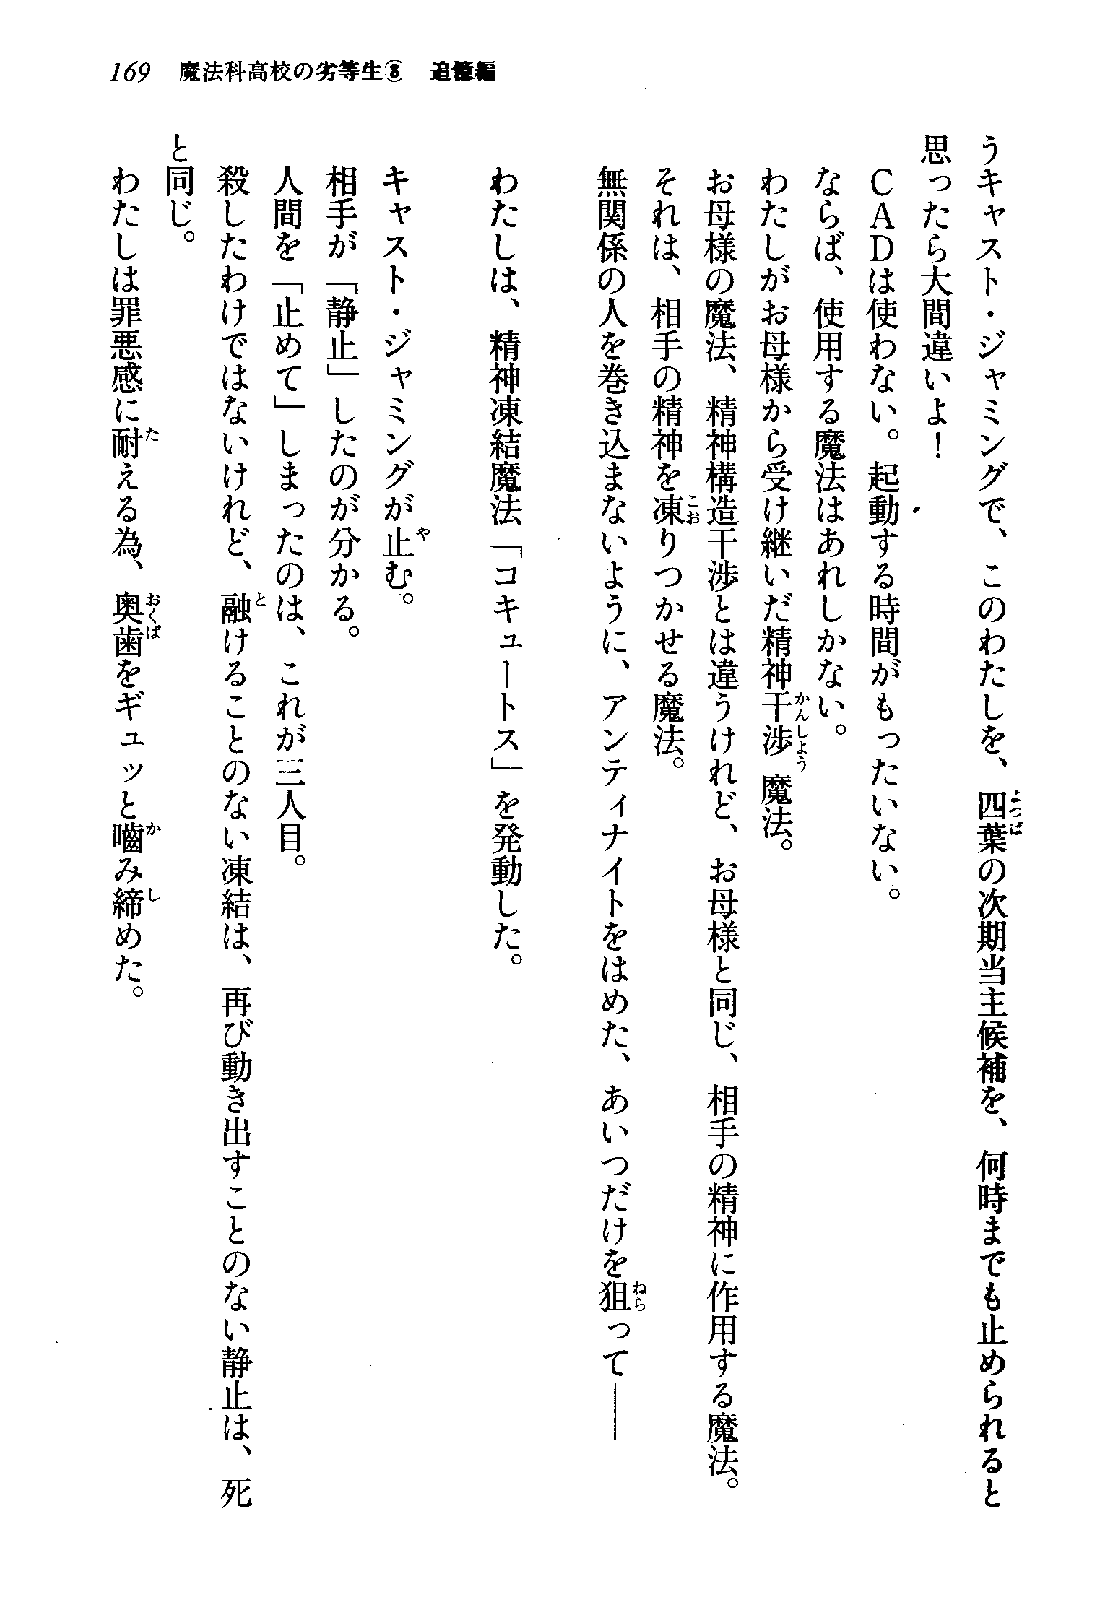 169　魔法科高校の劣等生⑧　追憶編
うキャスト・ジャミングで、このわたしを、四葉の次期当主候補を、何時までも止められると
思ったら大間違いよ！
ＣＡＤは使わない。起動する時間がもったいない。
ならば、使用する魔法はあれしかない。
わたしがお母様から受け継いだ精神干渉魔法。
お母様の魔法、精神構造干渉とは違うけれど、お母様と同じ、相手の精神に作用する魔法。
それは、相手の精神を凍りつかせる魔法。
無関係の人を巻き込まないように、アンティナイトをはめた、あいつだけを狙って――
わたしは、精神凍結魔法「コキュートス」を発動した。
キャスト・ジャミングが止む。
相手が「静止」したのが分かる。
人間を「止めて」しまったのは、これが三人目。
殺したわけではないけれど、融けることのない凍結は、再び動き出すことのない静止は、死
と同じ。
わたしは罪悪感に耐える為、奥歯をギュッと嚙み締めた。